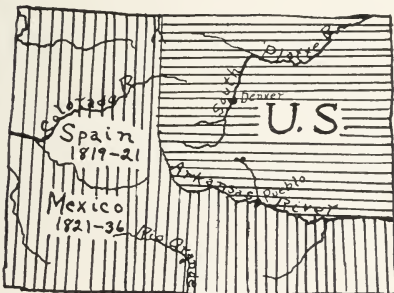 South Platte R.
Colorado R.
Denver
U.S.
Spain
1819-21
Arkansas River
Pueblo
Mexico
1821-36
Rio Grande